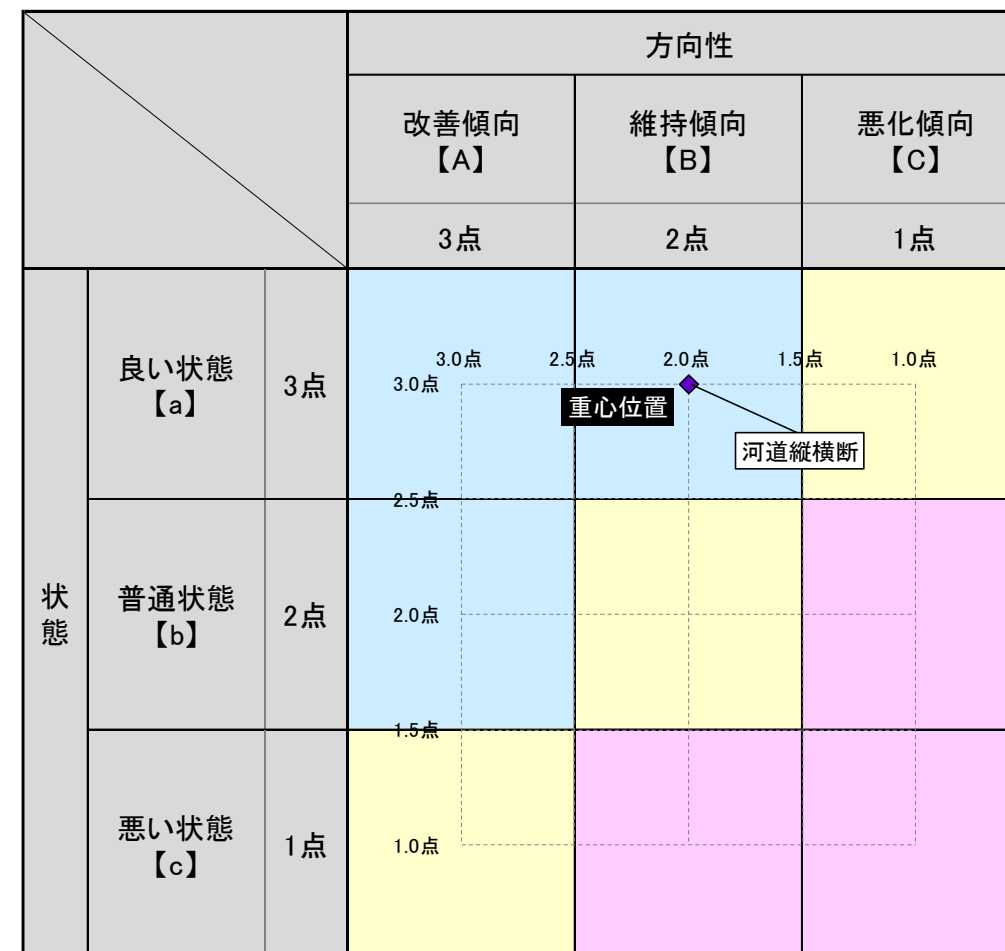 方向性
改善傾向
【A】
維持傾向
【B】
悪化傾向
【C】
3点
2点
1点
状態
良い状態
【a】
3点
3.0点
2.5点
2.0点
1.5点
1.0点
3.0点
重心位置
河道縦横断
2.5点
普通状態
【b】
2点
2.0点
1.5点
悪い状態
【c】
1点
1.0点